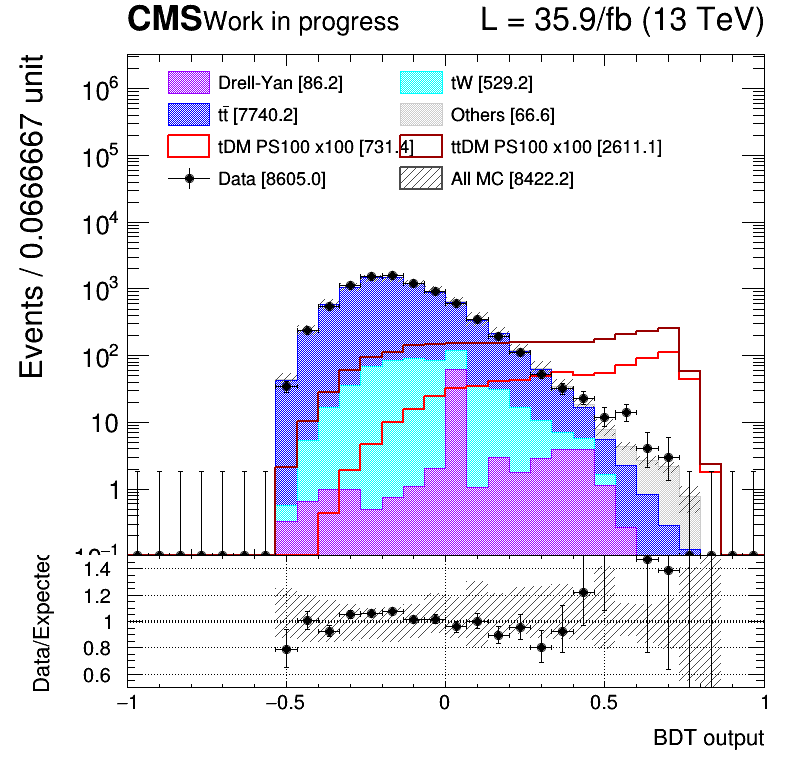 CMS Work in progress L = 35.9/fb (13 TeV)
Events / 0.0666667 unit
Drell-Yan [86.2] tW [529.2]
tt̄ [7740.2] Others [66.6]
tDM PS100 x100 [731.4] ttDM PS100 x100 [2611.1]
Data [8605.0] All MC [8422.2]
10⁶
10⁵
10⁴
10³
10²
10
1
10⁻¹
Data/Expected
1.4
1.2
1
0.8
0.6
−1 −0.5 0 0.5 1
BDT output